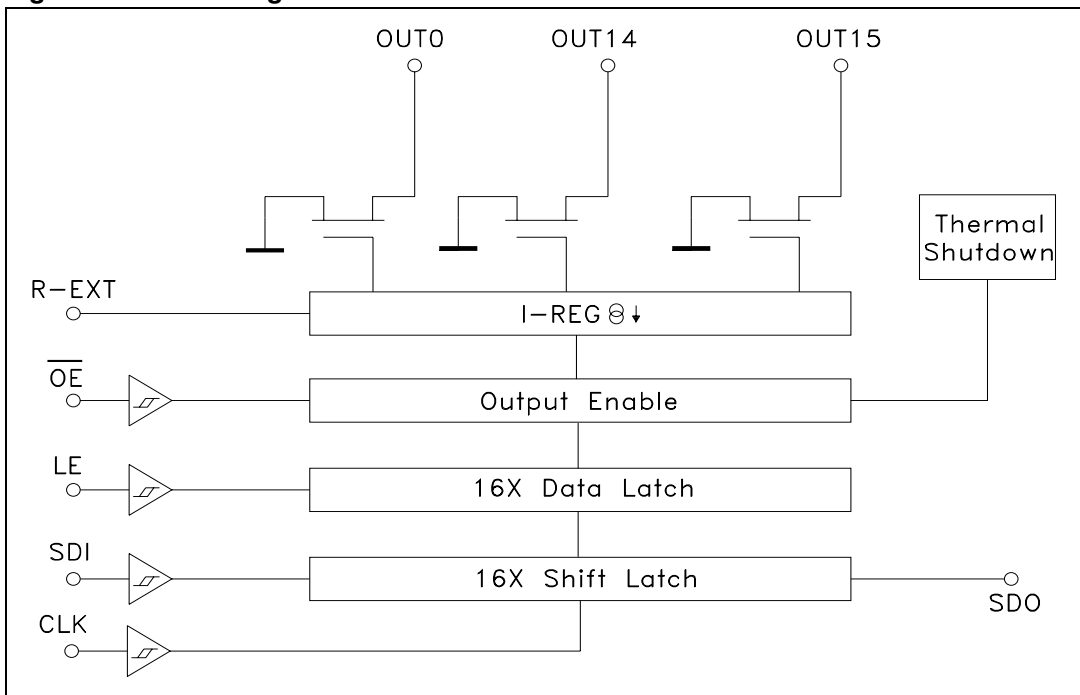 OUT0 OUT14 OUT15
Thermal
Shutdown
R-EXT
I-REG
OE
Output Enable
LE
16X Data Latch
SDI
16X Shift Latch
SDO
CLK